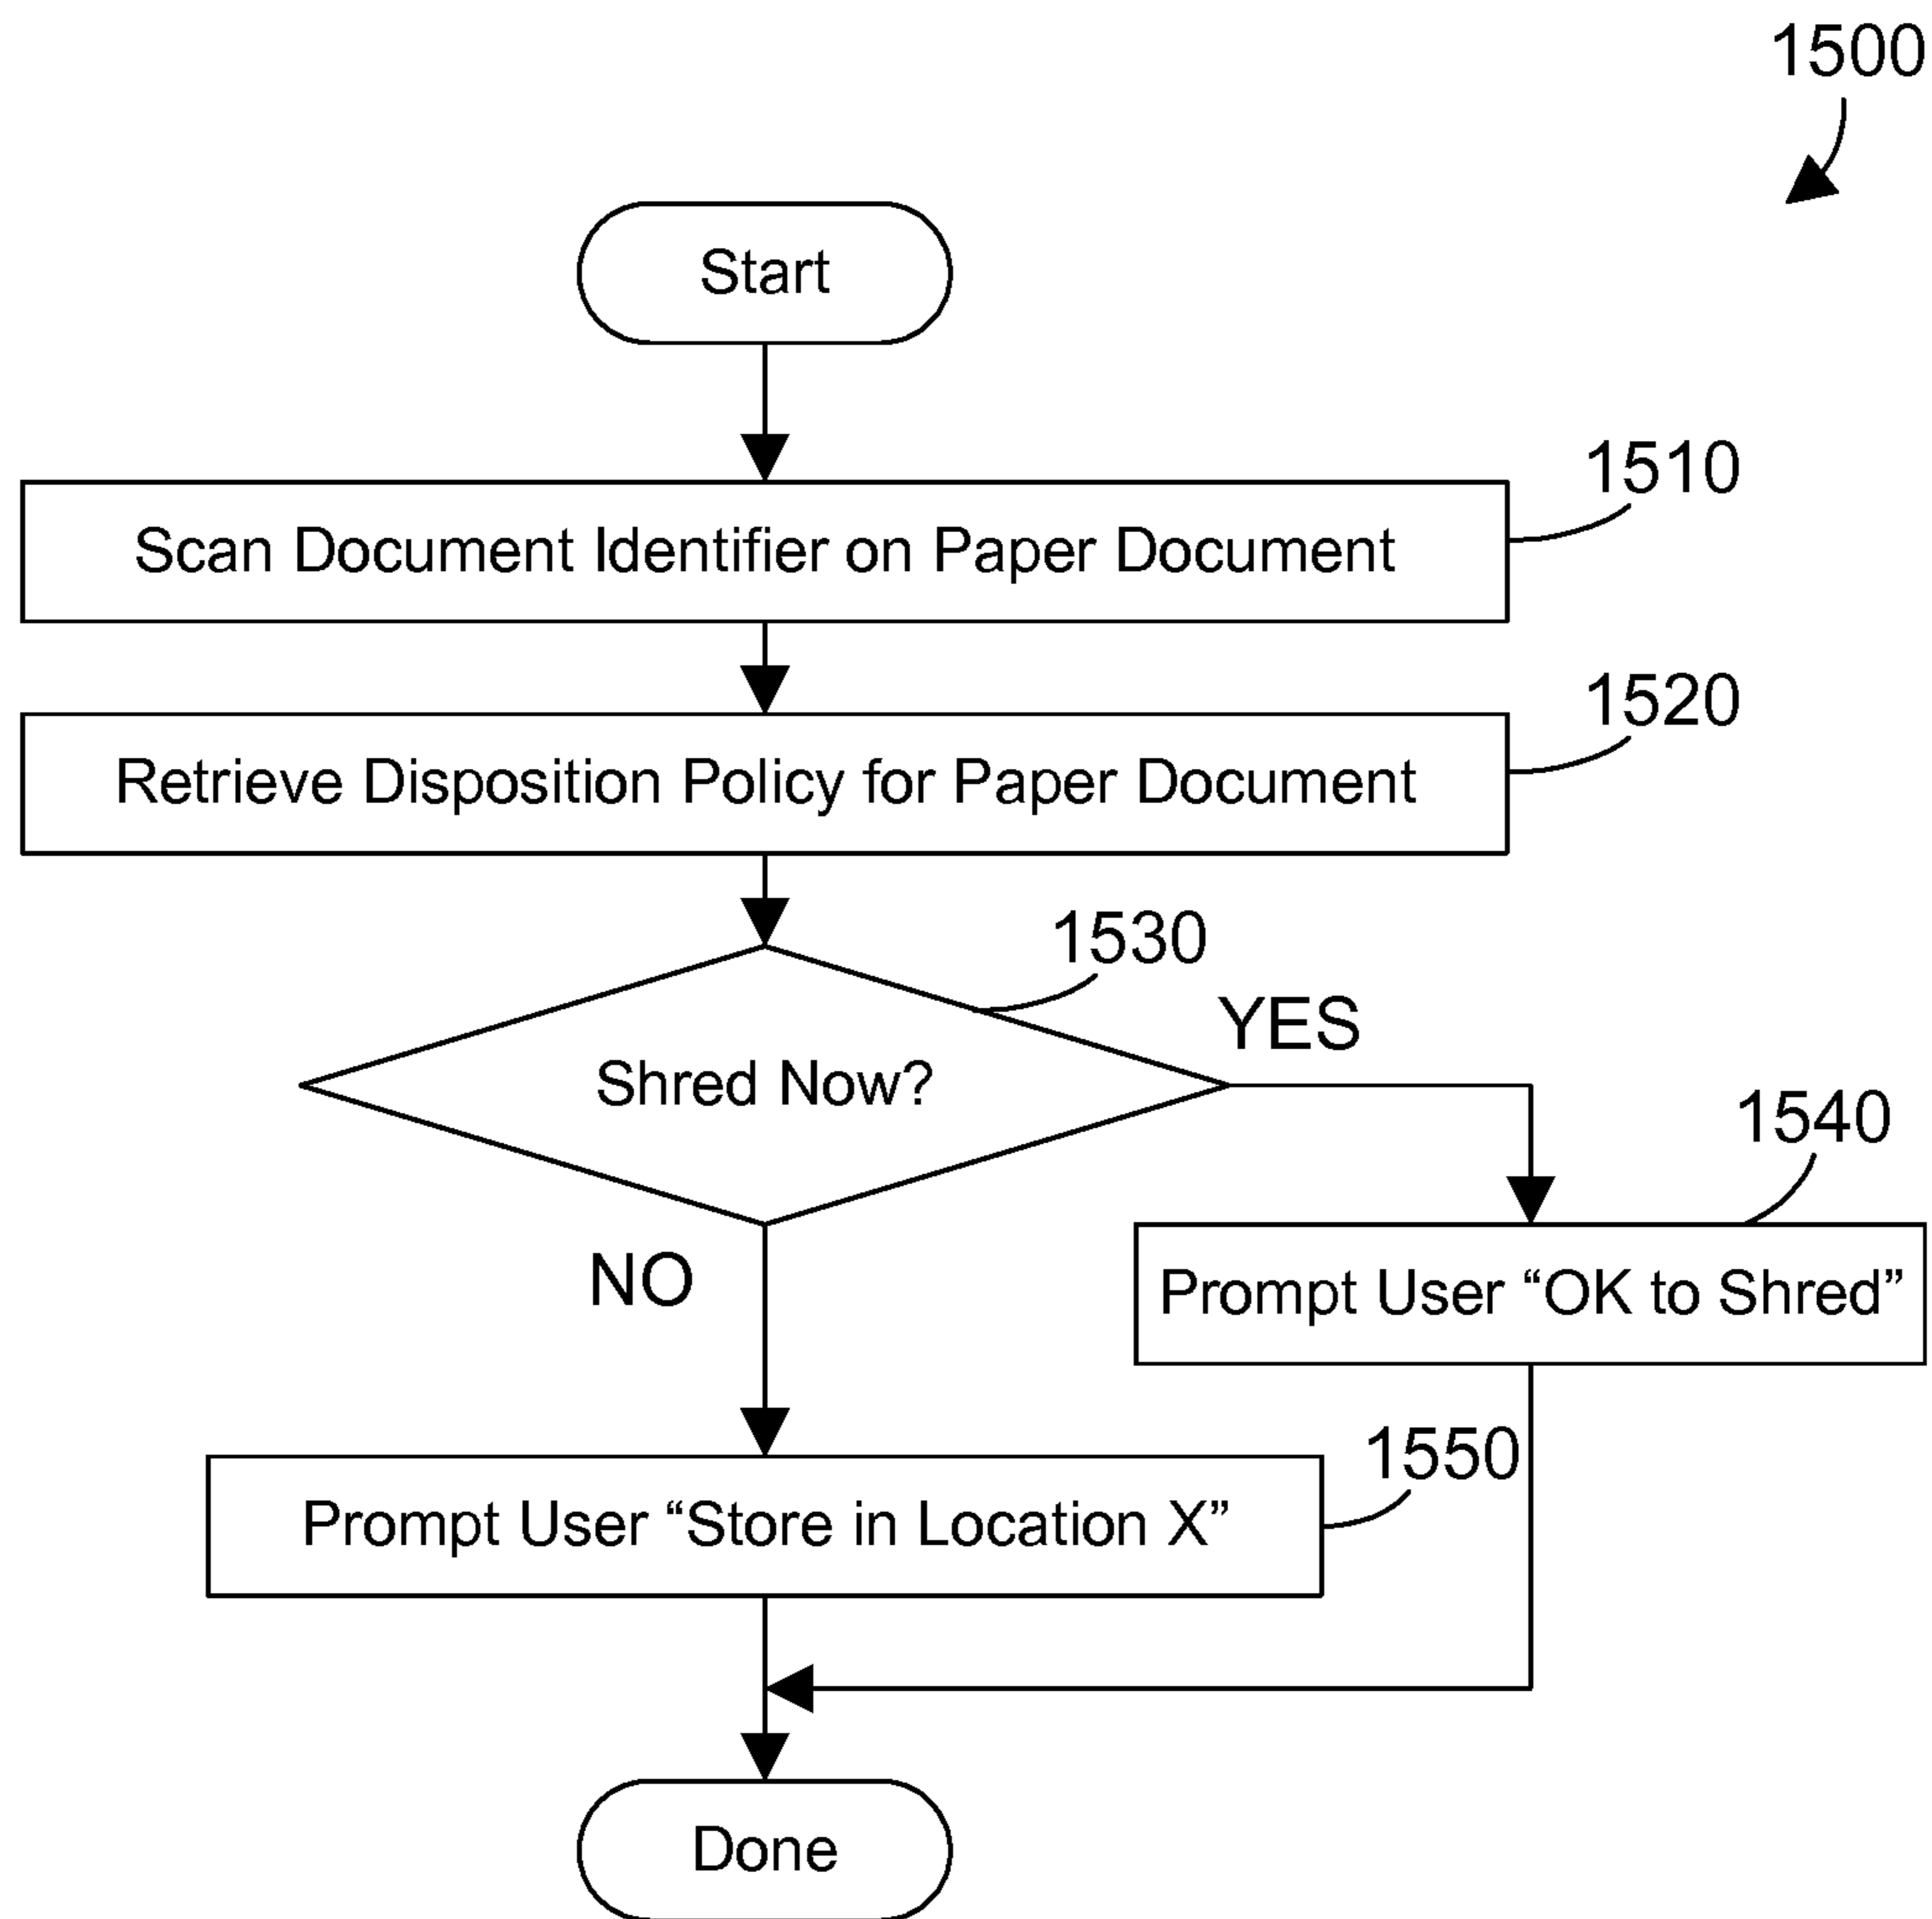 1500
Start
1510
Scan Document Identifier on Paper Document
1520
Retrieve Disposition Policy for Paper Document
1530
YES
Shred Now?
1540
NO
Prompt User “OK to Shred”
1550
Prompt User “Store in Location X”
Done